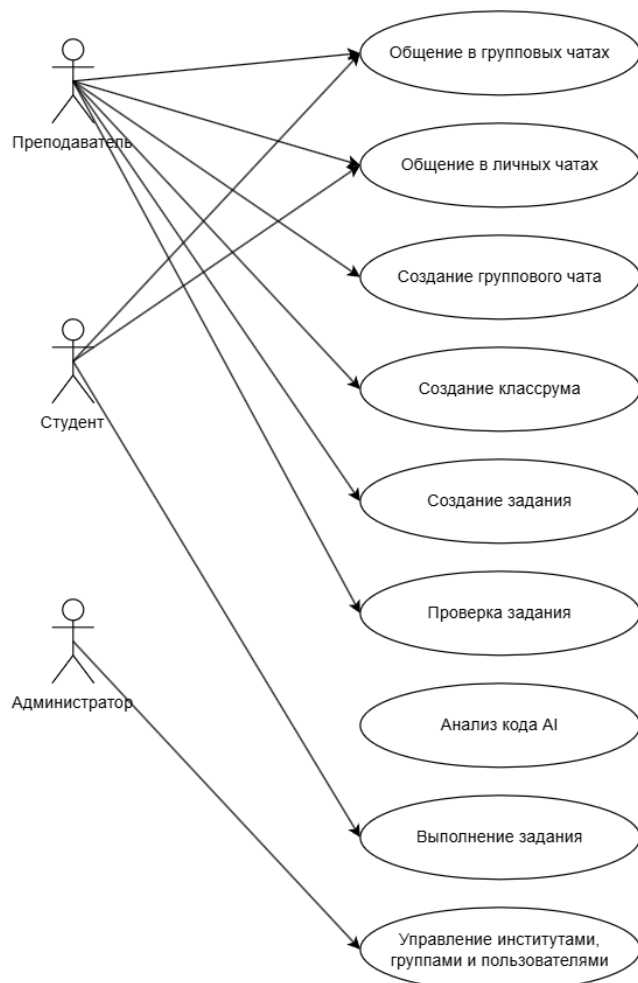 Общение в групповых чатах
Преподаватель
Общение в личных чатах
Создание группового чата
Создание классрума
Студент
Создание задания
Проверка задания
Администратор
Анализ кода AI
Выполнение задания
Управление институтами,
группами и пользователями